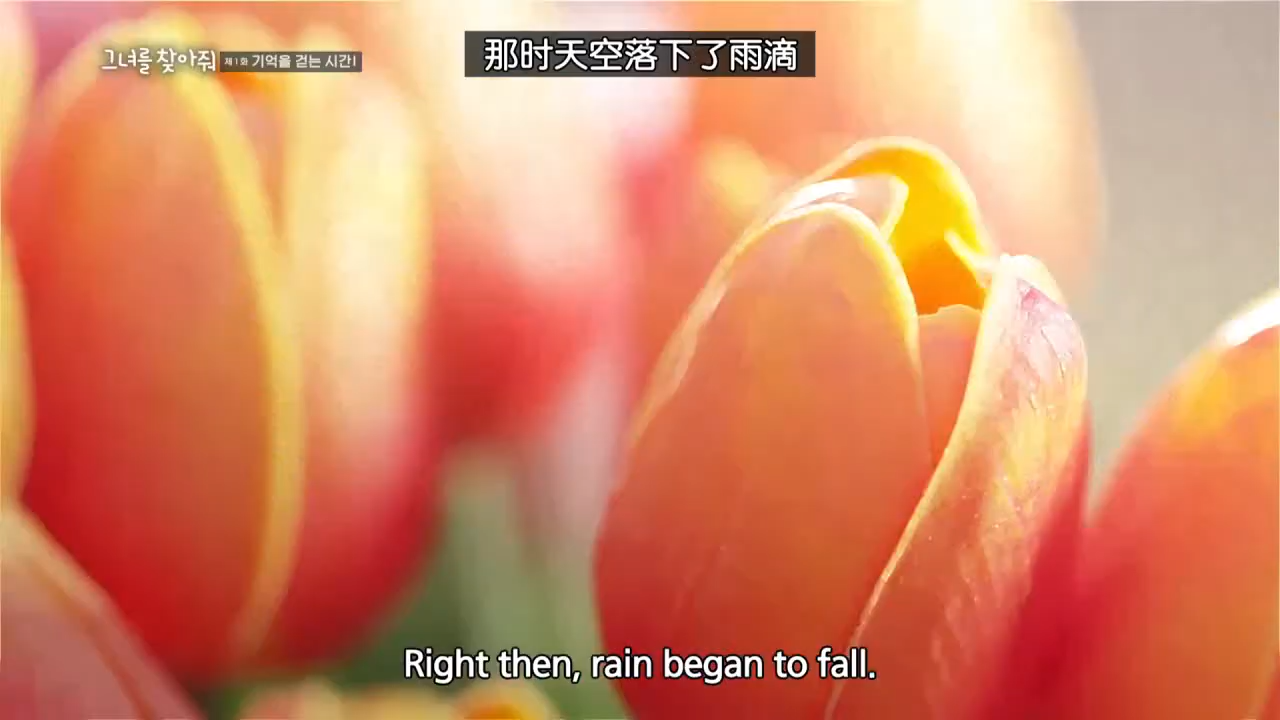 그녀를 찾아줘 제1화 기억을 걷는 시간I
那时天空落下了雨滴
Right then, rain began to fall.